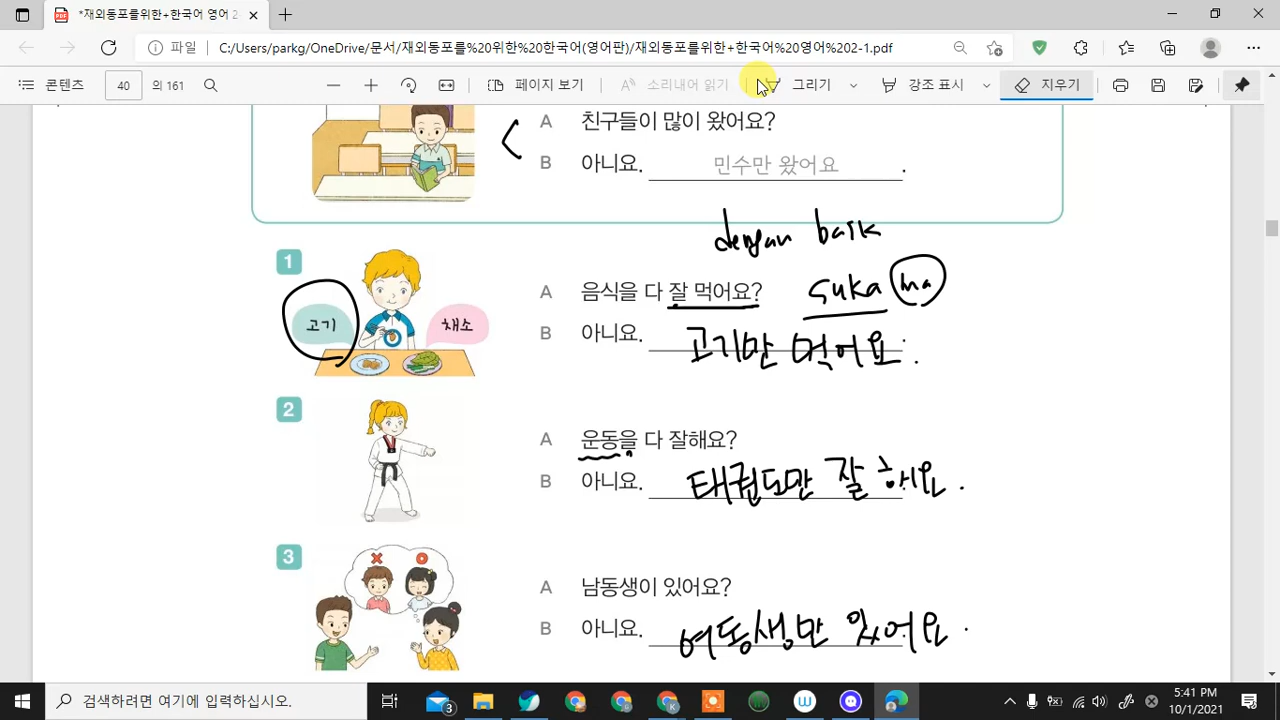 *재외동포를위한+한국어 영어 2
파일 C:/Users/parkg/OneDrive/문서/재외동포를%20위한%20한국어(영어판)/재외동포를위한+한국어%20영어%202-1.pdf
콘텐츠 40 의 161 페이지 보기 소리내어 읽기 그리기 강조 표시 지우기
A 친구들이 많이 왔어요?
B 아니요. 민수만 왔어요.
dengan baik
1
고기 채소
A 음식을 다 잘 먹어요? suka
B 아니요. 고기만 먹어요.
2
A 운동을 다 잘해요?
B 아니요. 태권도만 잘 해요.
3
A 남동생이 있어요?
B 아니요. 여동생만 있어요.
검색하려면 여기에 입력하십시오.
3
5:41 PM
10/1/2021